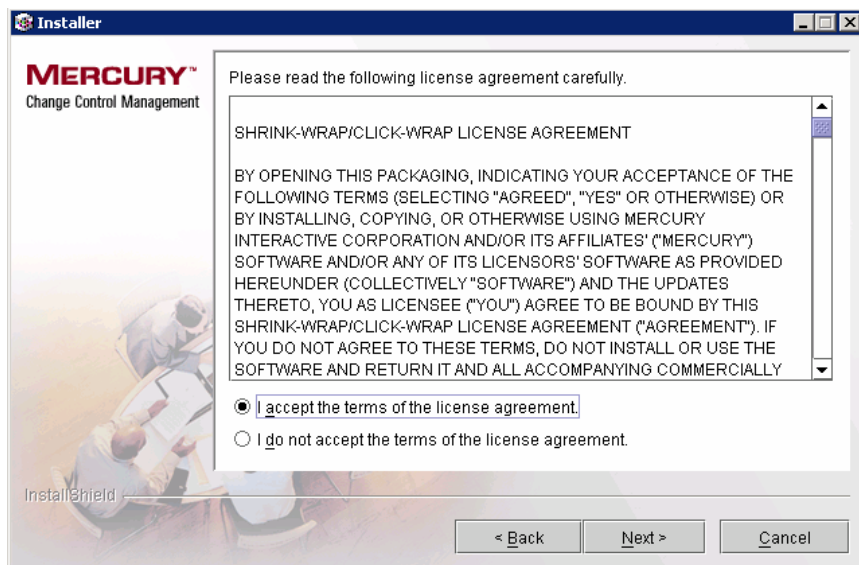 Installer
MERCURY™
Change Control Management
Please read the following license agreement carefully.
SHRINK-WRAP/CLICK-WRAP LICENSE AGREEMENT
BY OPENING THIS PACKAGING, INDICATING YOUR ACCEPTANCE OF THE
FOLLOWING TERMS (SELECTING "AGREED", "YES" OR OTHERWISE) OR
BY INSTALLING, COPYING, OR OTHERWISE USING MERCURY
INTERACTIVE CORPORATION AND/OR ITS AFFILIATES' ("MERCURY")
SOFTWARE AND/OR ANY OF ITS LICENSORS' SOFTWARE AS PROVIDED
HEREUNDER (COLLECTIVELY "SOFTWARE") AND THE UPDATES
THERETO, YOU AS LICENSEE ("YOU") AGREE TO BE BOUND BY THIS
SHRINK-WRAP/CLICK-WRAP LICENSE AGREEMENT ("AGREEMENT"). IF
YOU DO NOT AGREE TO THESE TERMS, DO NOT INSTALL OR USE THE
SOFTWARE AND RETURN IT AND ALL ACCOMPANYING COMMERCIALLY
I accept the terms of the license agreement.
I do not accept the terms of the license agreement.
InstallShield
< Back
Next >
Cancel